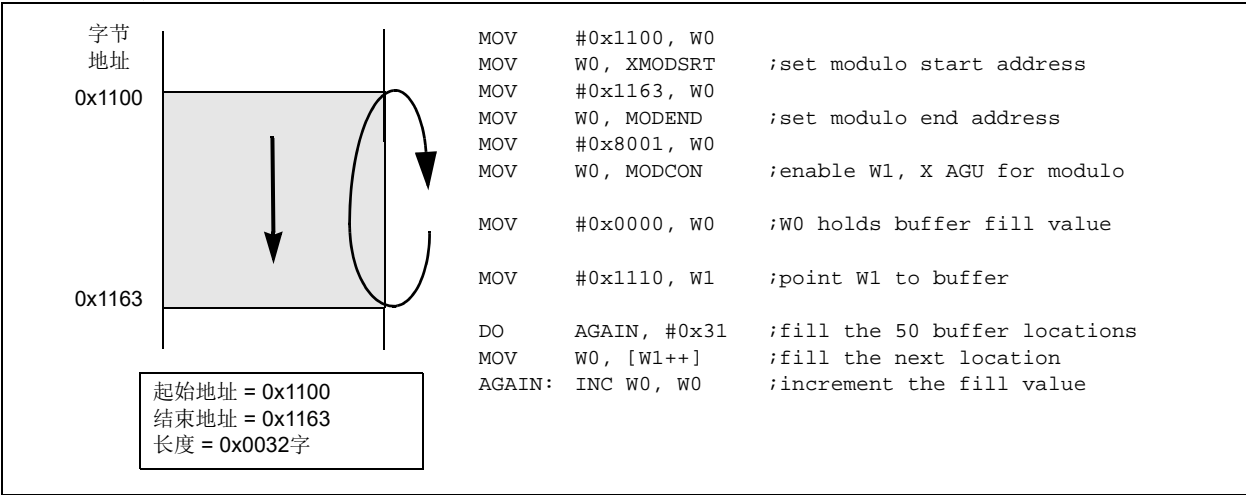 字节
地址
0x1100
0x1163
起始地址 = 0x1100
结束地址 = 0x1163
长度 = 0x0032字
MOV #0x1100, W0
MOV W0, XMODSRT ;set modulo start address
MOV #0x1163, W0
MOV W0, MODEND ;set modulo end address
MOV #0x8001, W0
MOV W0, MODCON ;enable W1, X AGU for modulo
MOV #0x0000, W0 ;W0 holds buffer fill value
MOV #0x1110, W1 ;point W1 to buffer
DO AGAIN, #0x31 ;fill the 50 buffer locations
MOV W0, [W1++] ;fill the next location
AGAIN: INC W0, W0 ;increment the fill value